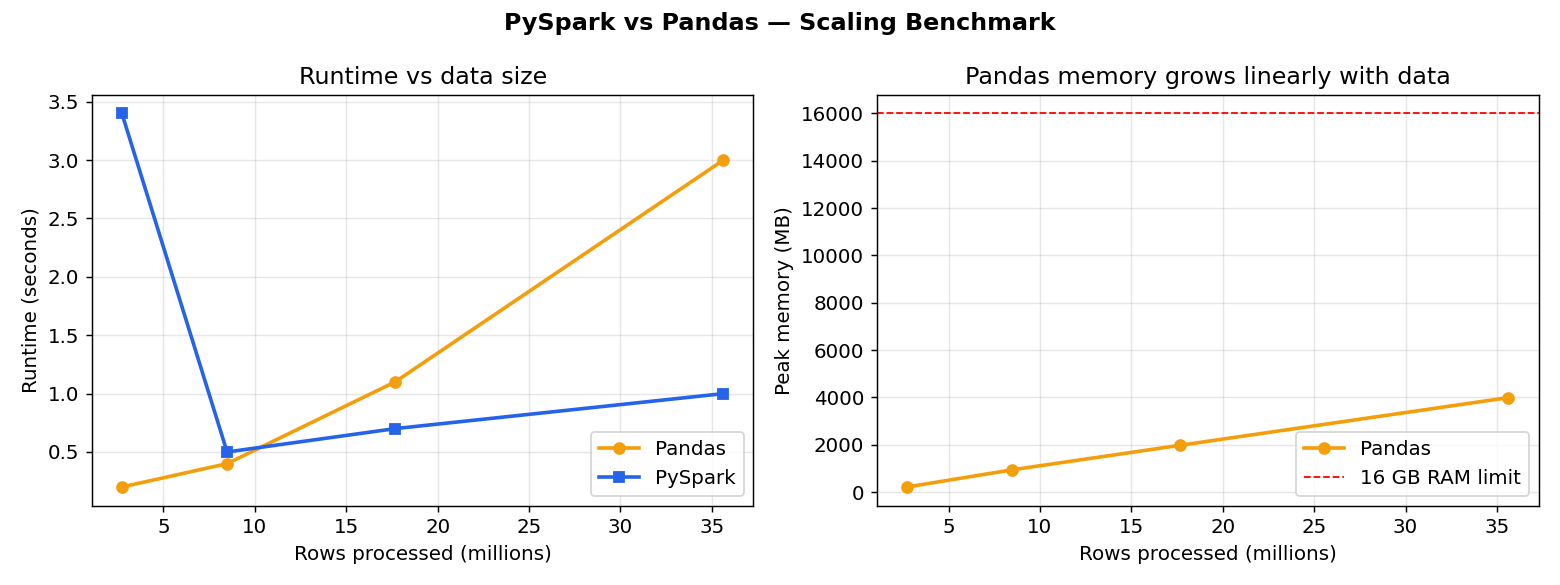 PySpark vs Pandas — Scaling Benchmark
Runtime vs data size
3.5
3.0
2.5
2.0
1.5
1.0
0.5
Runtime (seconds)
5 10 15 20 25 30 35
Rows processed (millions)
Pandas
PySpark
Pandas memory grows linearly with data
16000
14000
12000
10000
8000
6000
4000
2000
0
Peak memory (MB)
5 10 15 20 25 30 35
Rows processed (millions)
Pandas
16 GB RAM limit